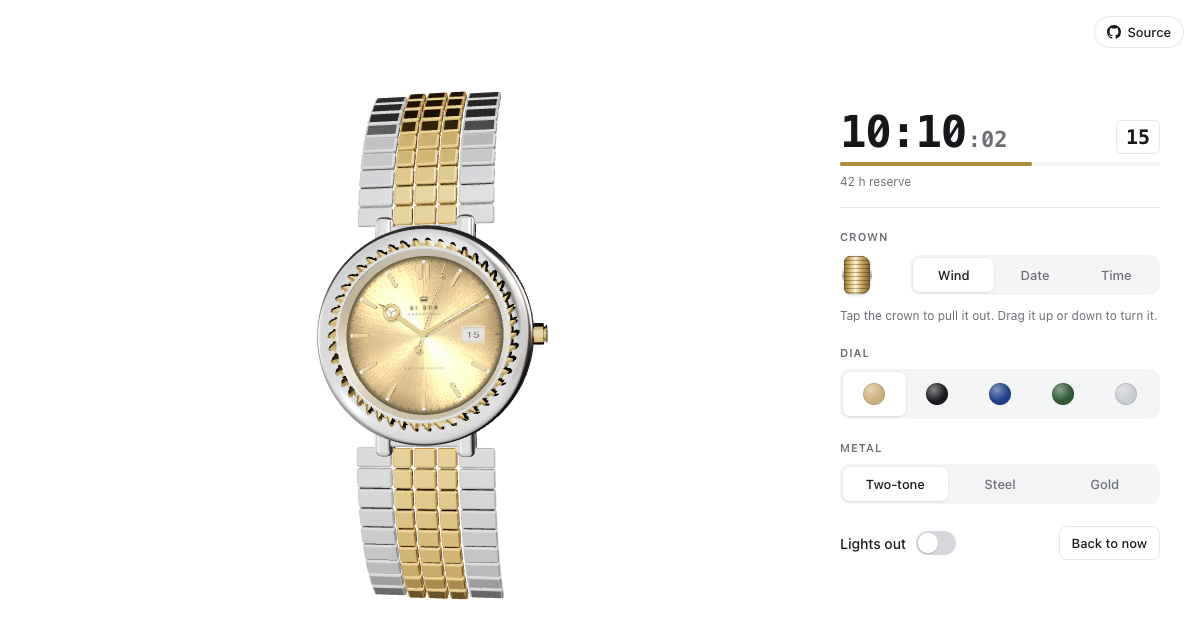 Source
10:10:02
15
42 h reserve
CROWN
Wind
Date
Time
Tap the crown to pull it out. Drag it up or down to turn it.
DIAL
15
METAL
Two-tone
Steel
Gold
Lights out
Back to now